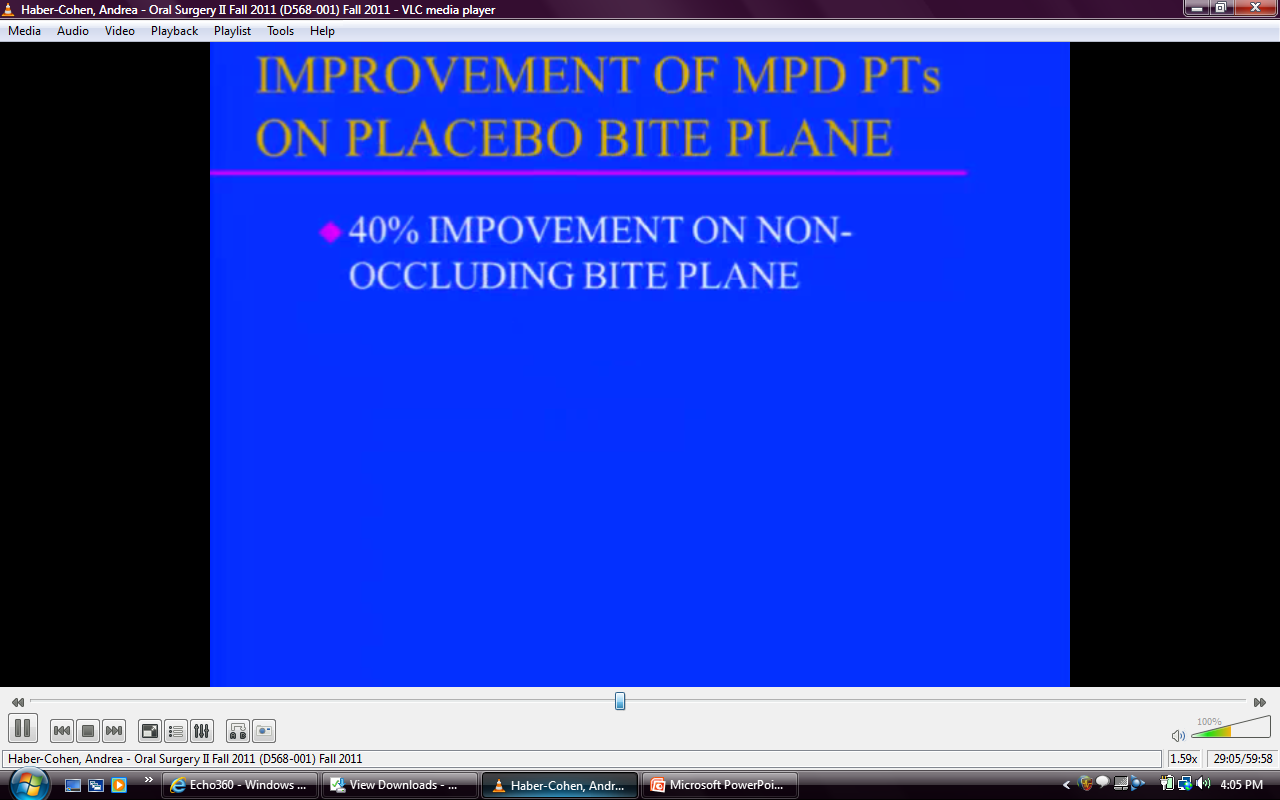 Haber-Cohen, Andrea - Oral Surgery II Fall 2011 (D568-001) Fall 2011 - VLC media player
Media Audio Video Playback Playlist Tools Help
IMPROVEMENT OF MPD PTs
ON PLACEBO BITE PLANE
40% IMPOVEMENT ON NON-
OCCLUDING BITE PLANE
100%
Haber-Cohen, Andrea - Oral Surgery II Fall 2011 (D568-001) Fall 2011
1.59x
29:05/59:58
Echo360 - Windows ...
View Downloads - ...
Haber-Cohen, Andr...
Microsoft PowerPoi...
4:05 PM